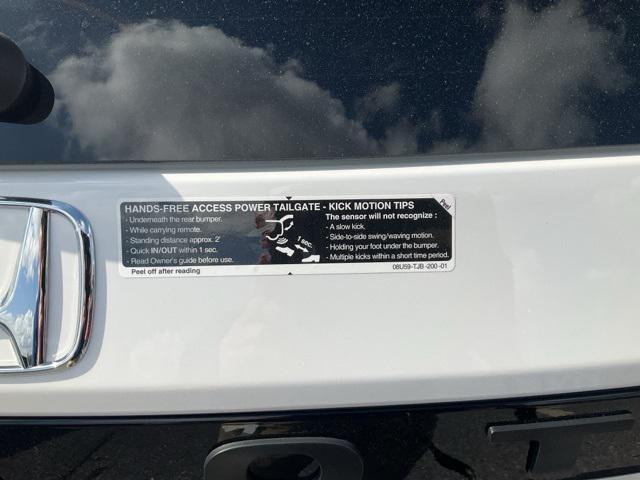 HANDS-FREE ACCESS POWER TAILGATE - KICK MOTION TIPS
Peel
- Underneath the rear bumper.
- While carrying remote.
- Standing distance approx. 2'
- Quick IN/OUT within 1 sec.
- Read Owner's guide before use.
1 sec.
The sensor will not recognize :
- A slow kick.
- Side-to-side swing/waving motion.
- Holding your foot under the bumper.
- Multiple kicks within a short time period.
Peel off after reading
08U59-TJB -200 -01
O T